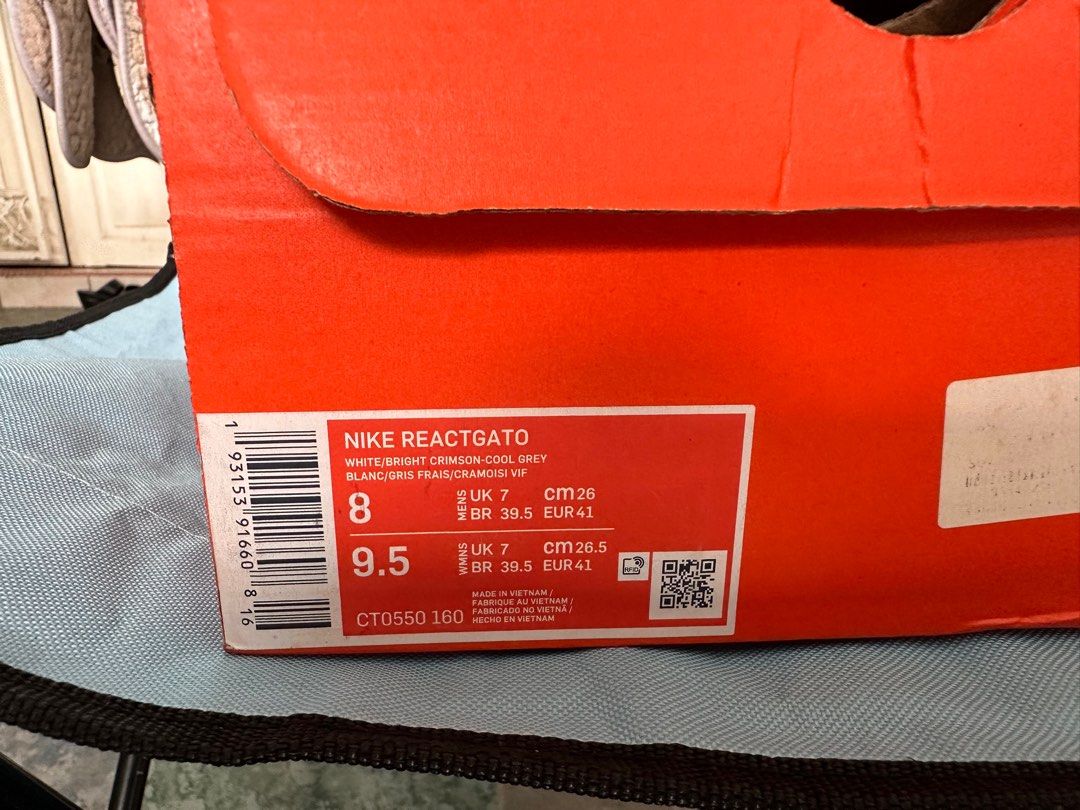 NIKE REACTGATO
WHITE/BRIGHT CRIMSON-COOL GREY
BLANC/GRIS FRAIS/CRAMOISI VIF
8 MENS UK 7 cm 26
BR 39.5 EUR 41
9.5 WMNS UK 7 cm 26.5
BR 39.5 EUR 41
RFID
MADE IN VIETNAM /
FABRIQUE AU VIETNAM /
FABRICADO NO VIETNÃ /
HECHO EN VIETNAM
CT0550 160
1 93153 91660 8 16